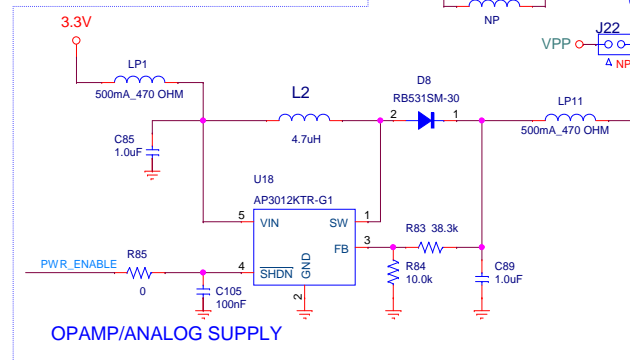 3.3V
NP
VPP
J22
NP
LP1
500mA_470 OHM
L2
4.7uH
D8
RB531SM-30
2
1
LP11
500mA_470 OHM
C85
1.0uF
U18
AP3012KTR-G1
5
VIN
SW
1
FB
3
R83 38.3k
R84
10.0k
C89
1.0uF
PWR_ENABLE
R85
0
4
SHDN
GND
2
C105
100nF
OPAMP/ANALOG SUPPLY